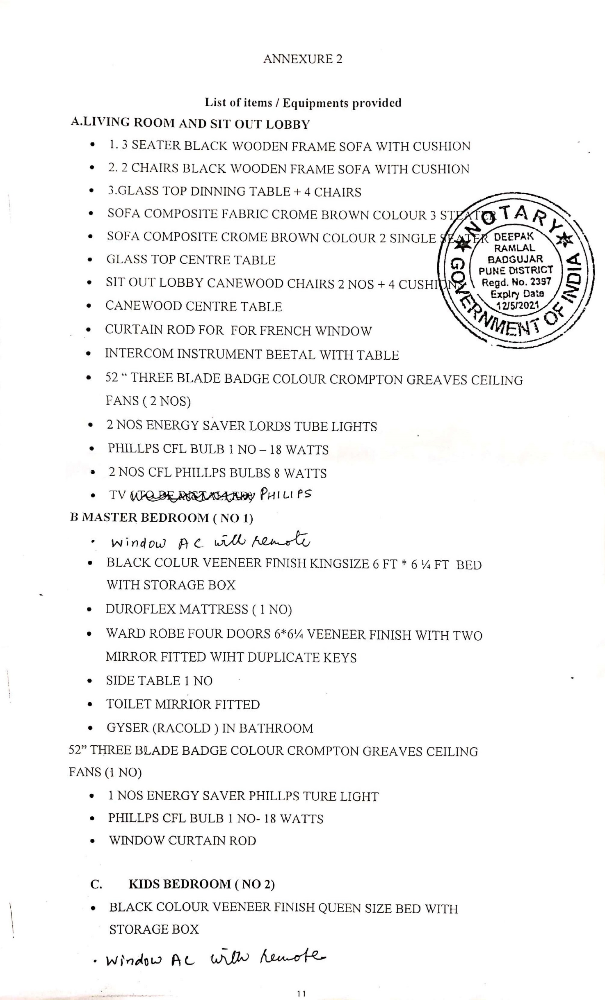 ANNEXURE 2
List of items / Equipments provided
A.LIVING ROOM AND SIT OUT LOBBY
• 1. 3 SEATER BLACK WOODEN FRAME SOFA WITH CUSHION
• 2. 2 CHAIRS BLACK WOODEN FRAME SOFA WITH CUSHION
• 3.GLASS TOP DINNING TABLE + 4 CHAIRS
• SOFA COMPOSITE FABRIC CROME BROWN COLOUR 3 STEATER
• SOFA COMPOSITE CROME BROWN COLOUR 2 SINGLE SEATER
• GLASS TOP CENTRE TABLE
• SIT OUT LOBBY CANEWOOD CHAIRS 2 NOS + 4 CUSHIONS
• CANEWOOD CENTRE TABLE
• CURTAIN ROD FOR FOR FRENCH WINDOW
• INTERCOM INSTRUMENT BEETAL WITH TABLE
• 52 “ THREE BLADE BADGE COLOUR CROMPTON GREAVES CEILING
FANS ( 2 NOS)
• 2 NOS ENERGY SAVER LORDS TUBE LIGHTS
• PHILLPS CFL BULB 1 NO – 18 WATTS
• 2 NOS CFL PHILLPS BULBS 8 WATTS
• TV (TO BE INSTALLED) PHILIPS
B MASTER BEDROOM ( NO 1)
• Window AC with remote
• BLACK COLUR VEENEER FINISH KINGSIZE 6 FT * 6 ¼ FT BED
WITH STORAGE BOX
• DUROFLEX MATTRESS ( 1 NO)
• WARD ROBE FOUR DOORS 6*6¼ VEENEER FINISH WITH TWO
MIRROR FITTED WIHT DUPLICATE KEYS
• SIDE TABLE 1 NO
• TOILET MIRRIOR FITTED
• GYSER (RACOLD ) IN BATHROOM
52” THREE BLADE BADGE COLOUR CROMPTON GREAVES CEILING
FANS (1 NO)
• 1 NOS ENERGY SAVER PHILLPS TURE LIGHT
• PHILLPS CFL BULB 1 NO- 18 WATTS
• WINDOW CURTAIN ROD
C. KIDS BEDROOM ( NO 2)
• BLACK COLOUR VEENEER FINISH QUEEN SIZE BED WITH
STORAGE BOX
• Window AC with remote
11
NOTARY
GOVERNMENT OF INDIA
DEEPAK
RAMLAL
BADGUJAR
PUNE DISTRICT
Regd. No. 2397
Expiry Date
12/5/2021